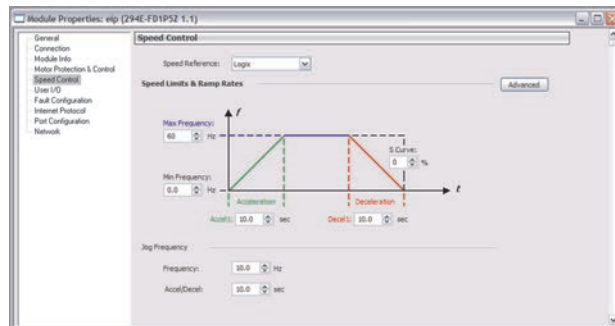 Module Properties: eip (294E-FD1P5Z 1.1)
General
Connection
Module Info
Motor Protection & Control
Speed Control
User I/O
Fault Configuration
Internet Protocol
Port Configuration
Network
Speed Control
Speed Reference: Logix
Speed Limits & Ramp Rates
Advanced
f
Max Frequency:
60 Hz
S Curve:
0 %
Min Frequency:
0.0 Hz
t
Acceleration
Deceleration
Accel1: 10.0 sec
Decel1: 10.0 sec
Jog Frequency
Frequency: 10.0 Hz
Accel/Decel: 10.0 sec